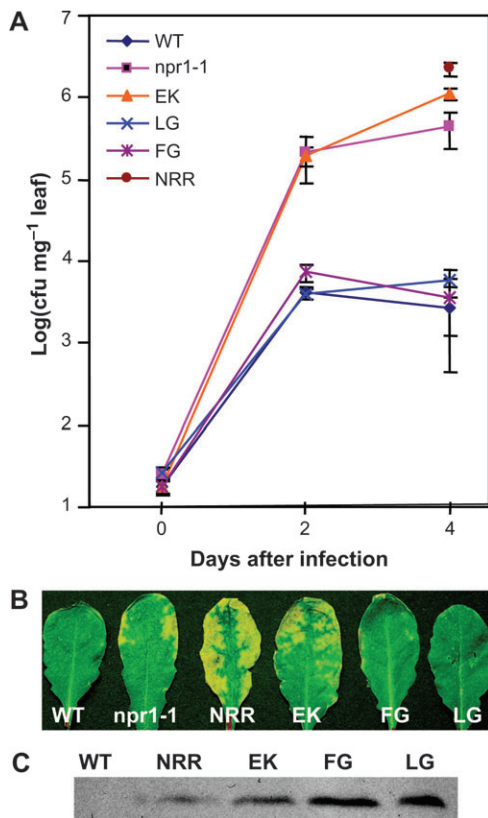 A
WT
npr1-1
EK
LG
FG
NRR
Log(cfu mg⁻¹ leaf)
7
6
5
4
3
2
1
0 2 4
Days after infection
B
WT npr1-1 NRR EK FG LG
C
WT NRR EK FG LG